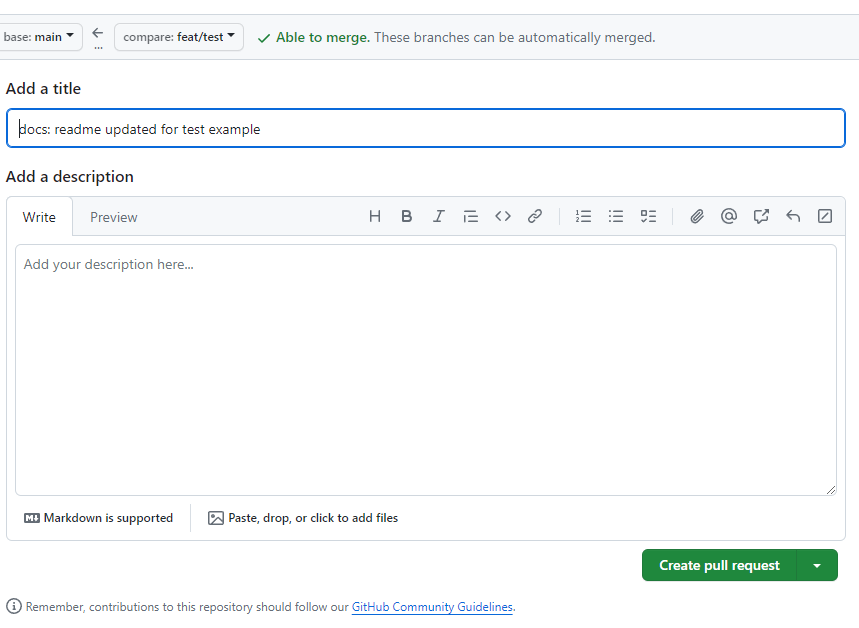 base: main ... compare: feat/test Able to merge. These branches can be automatically merged.
Add a title
docs: readme updated for test example
Add a description
Write Preview H B I
Add your description here...
Markdown is supported Paste, drop, or click to add files
Create pull request
Remember, contributions to this repository should follow our GitHub Community Guidelines.